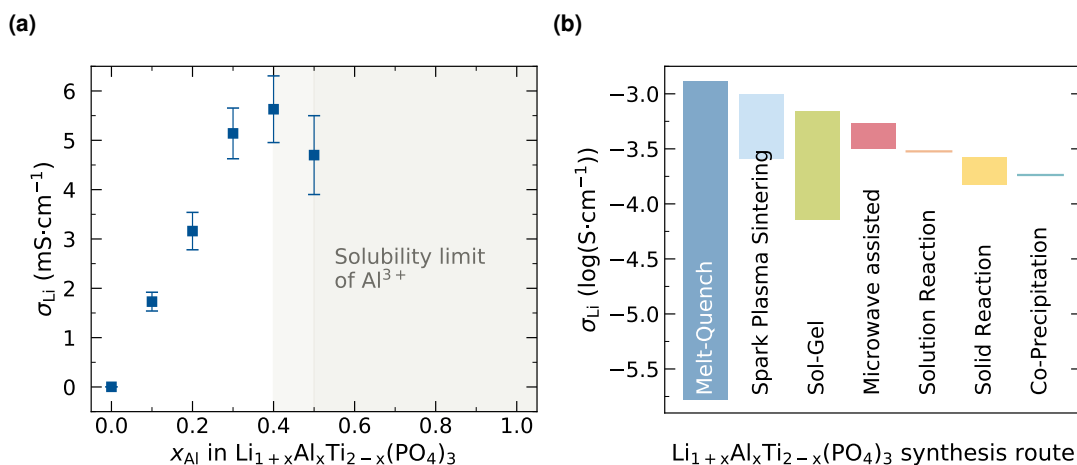 (a)
6
5
4
3
2
1
0
σLi (mS·cm⁻¹)
Solubility limit
of Al³⁺
0.0 0.2 0.4 0.6 0.8 1.0
xAl in Li₁₊ₓAlₓTi₂₋ₓ(PO₄)₃
(b)
−3.0
−3.5
−4.0
−4.5
−5.0
−5.5
σLi (log(S·cm⁻¹))
Melt-Quench
Spark Plasma Sintering
Sol-Gel
Microwave assisted
Solution Reaction
Solid Reaction
Co-Precipitation
Li₁₊ₓAlₓTi₂₋ₓ(PO₄)₃ synthesis route